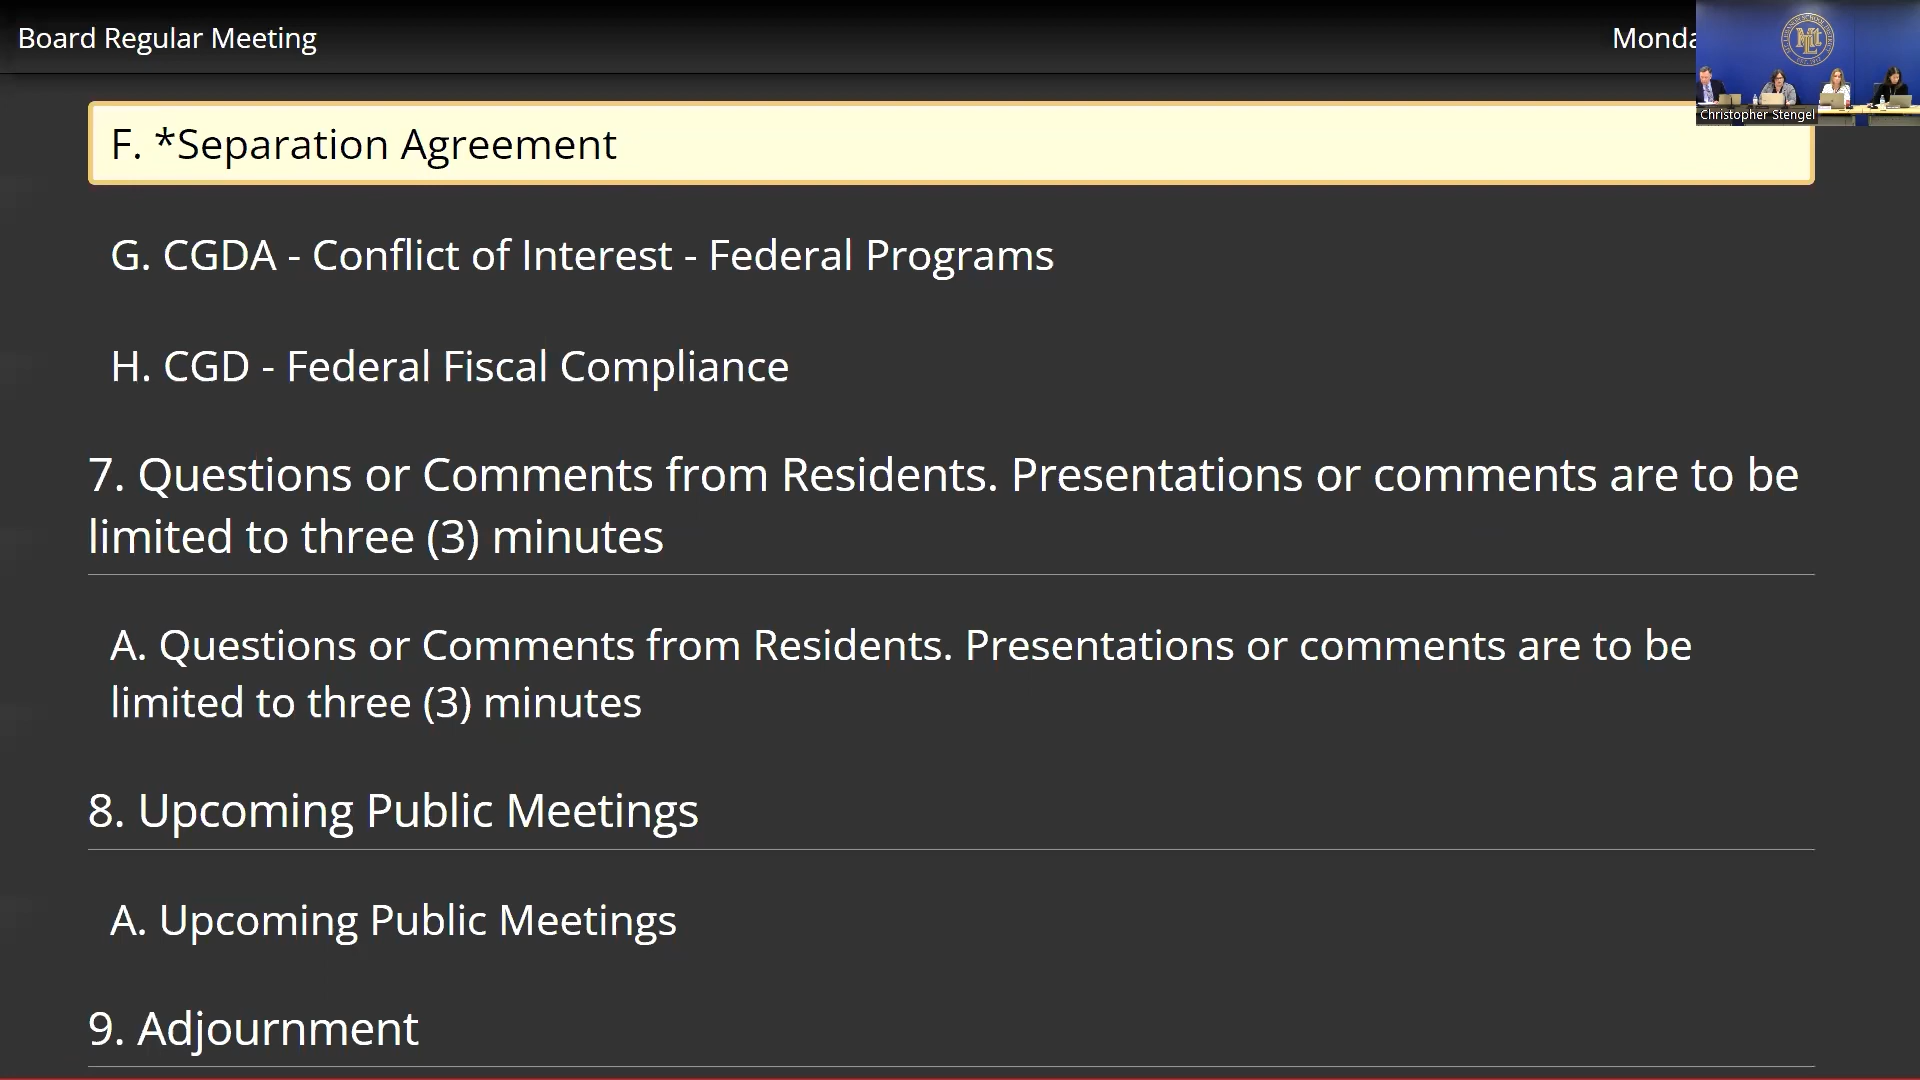 Board Regular Meeting
Monda
Christopher Stengel
F. *Separation Agreement
G. CGDA - Conflict of Interest - Federal Programs
H. CGD - Federal Fiscal Compliance
7. Questions or Comments from Residents. Presentations or comments are to be
limited to three (3) minutes
A. Questions or Comments from Residents. Presentations or comments are to be
limited to three (3) minutes
8. Upcoming Public Meetings
A. Upcoming Public Meetings
9. Adjournment